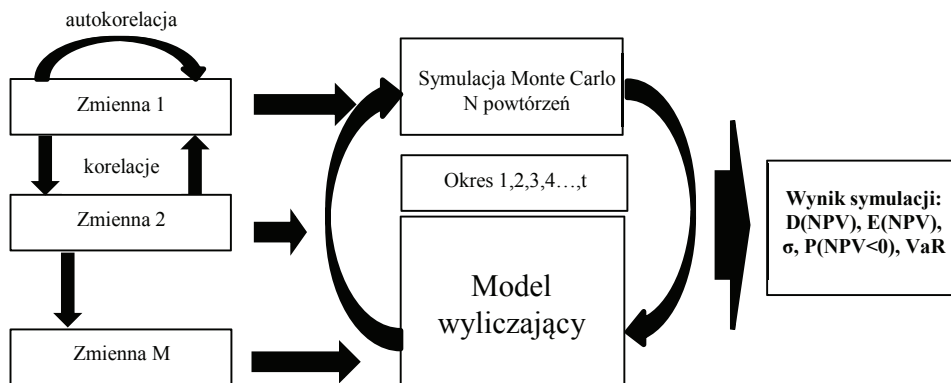 autokorelacja
Zmienna 1
korelacje
Zmienna 2
Zmienna M
Symulacja Monte Carlo
N powtórzeń
Okres 1,2,3,4…,t
Model
wyliczający
Wynik symulacji:
D(NPV), E(NPV),
σ, P(NPV<0), VaR